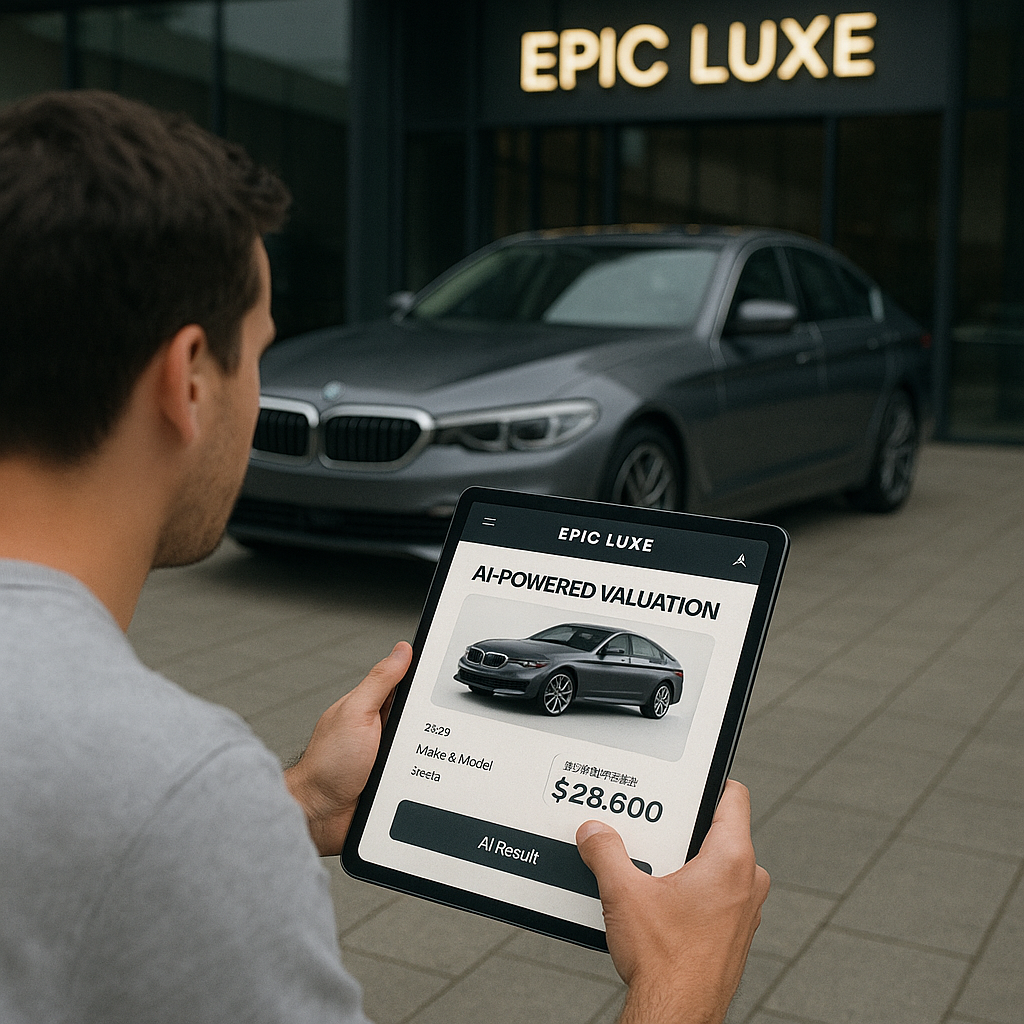 EPIC LUXE
EPIC LUXE
AI-POWERED VALUATION
Make & Model
$28.600
AI Result